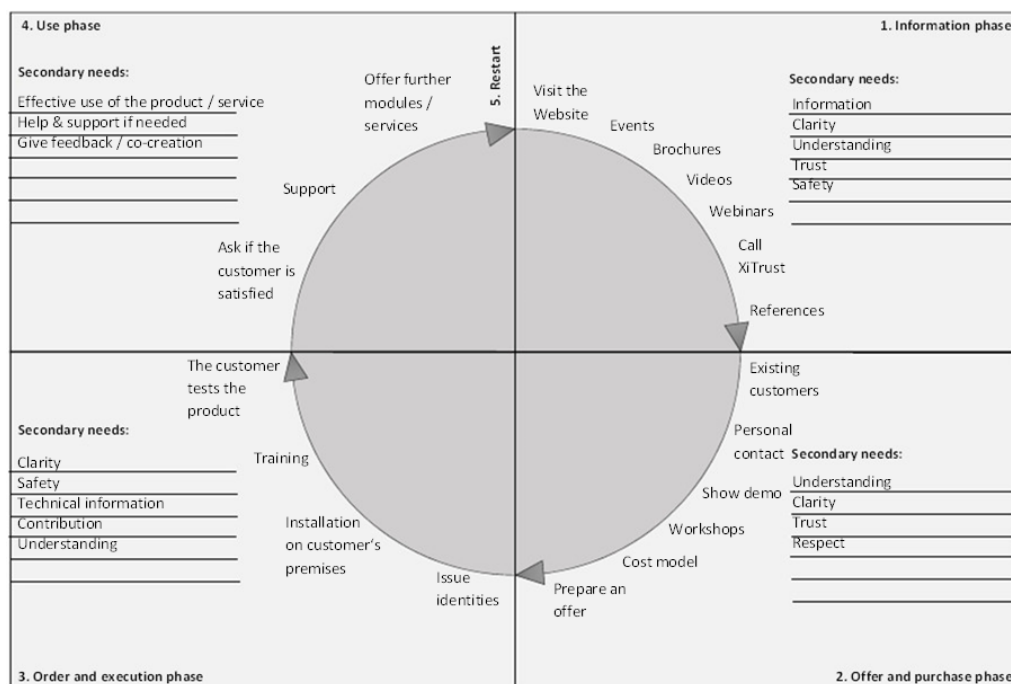 4. Use phase
1. Information phase
Secondary needs:
Effective use of the product / service
Help & support if needed
Give feedback / co-creation
Offer further
modules /
services
5. Restart
Visit the
Website
Events
Brochures
Videos
Webinars
Call
XiTrust
References
Secondary needs:
Information
Clarity
Understanding
Trust
Safety
Support
Ask if the
customer is
satisfied
The customer
tests the
product
Existing
customers
Personal
contact
Secondary needs:
Understanding
Clarity
Trust
Respect
Show demo
Workshops
Cost model
Prepare an
offer
Secondary needs:
Clarity
Safety
Technical information
Contribution
Understanding
Training
Installation
on customer's
premises
Issue
identities
3. Order and execution phase
2. Offer and purchase phase